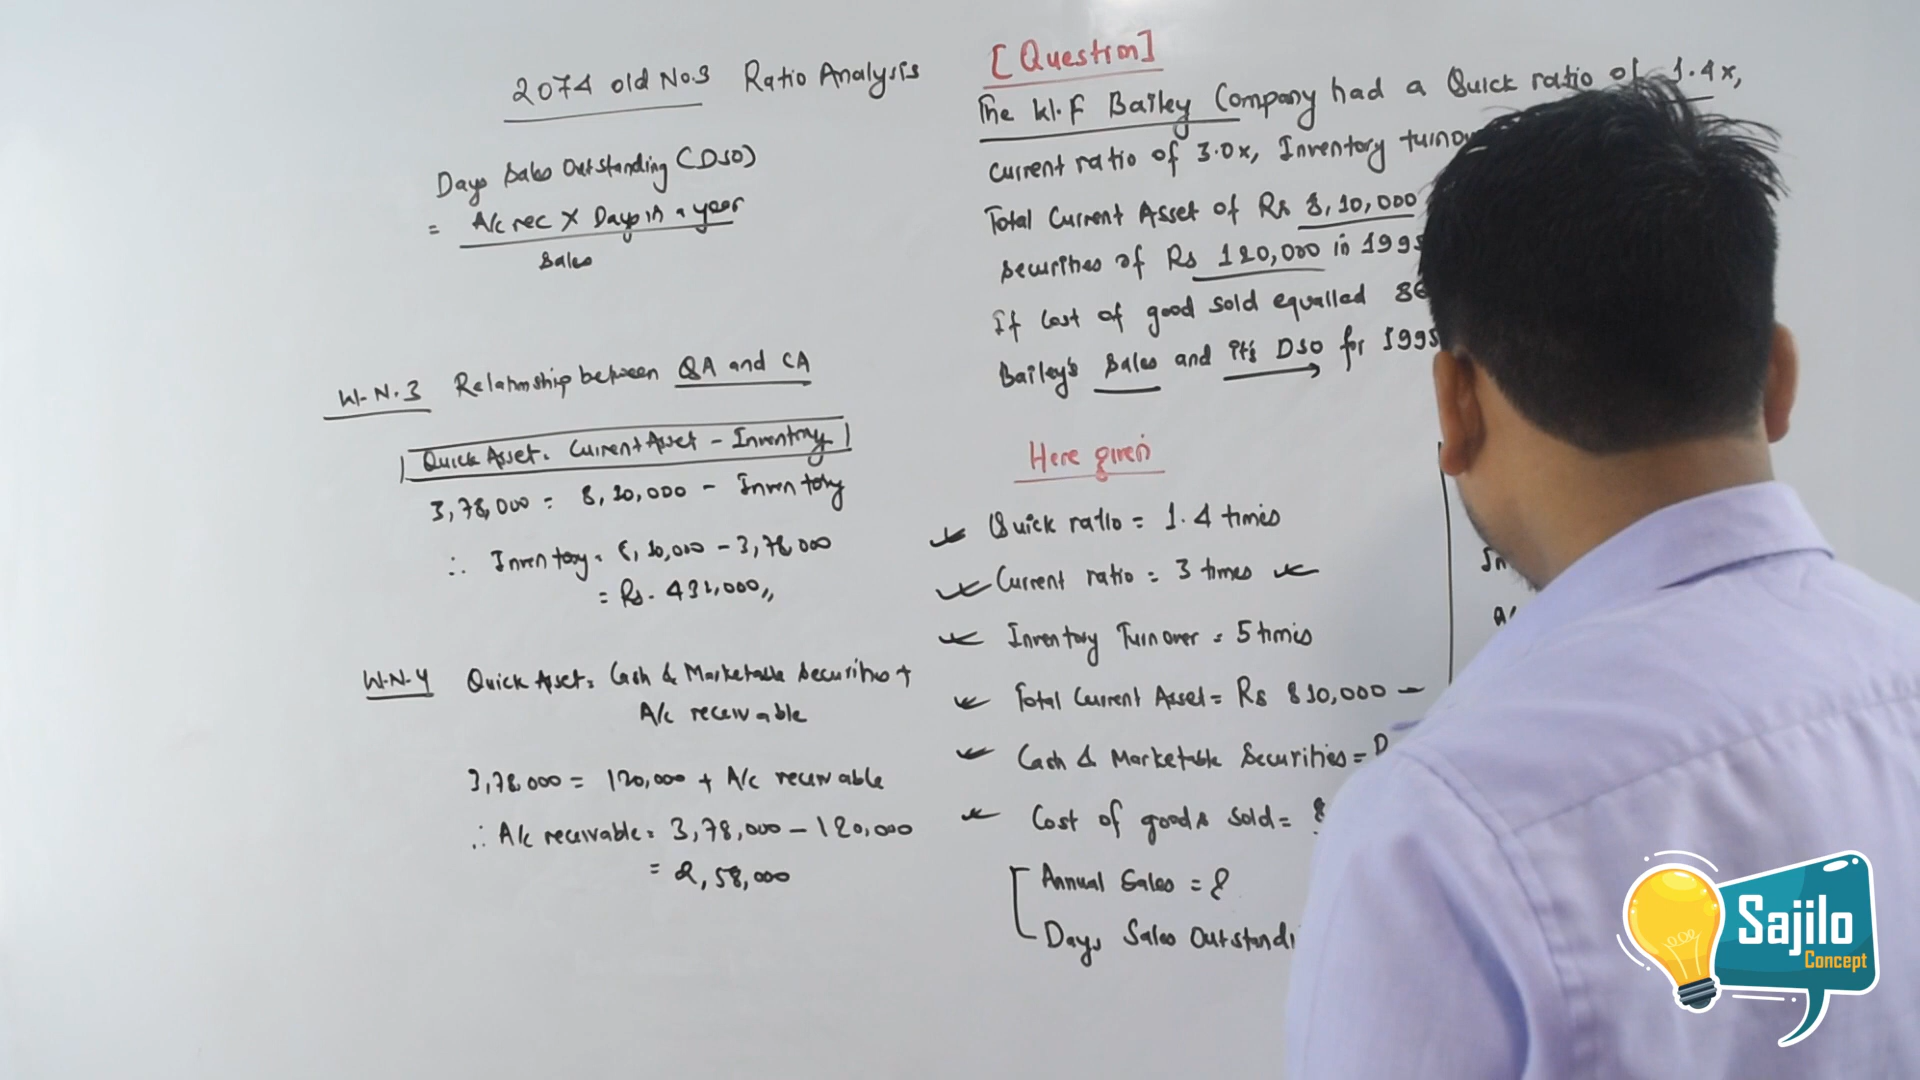 2074 old No.3 Ratio Analysis
Days Sales Outstanding (DSO)
= A/c rec X Days in a year
Sales
W.N.3 Relationship between QA and CA
Quick Asset = Current Asset - Inventory
3,78,000 = 8,10,000 - Inventory
∴ Inventory = 8,10,000 - 3,78,000
= Rs. 432,000,,
W.N.4 Quick Asset = Cash & Marketable Securities +
A/c receivable
3,78,000 = 120,000 + A/c receivable
∴ A/c receivable = 3,78,000 - 120,000
= 2,58,000
[Question]
The W.F Bailey Company had a Quick ratio of 1.4x,
Current ratio of 3.0x, Inventory
Total Current Asset of Rs 8,10,000
Securities of Rs 120,000 in
If Cost of good sold equalled
Bailey's Sales and it's DSO for
Here given
Quick ratio = 1.4 times
Current ratio = 3 times
Inventory Turnover = 5 times
Total Current Asset = Rs 810,000
Cash & Marketable Securities =
Cost of goods sold =
Annual Sales = ?
Days Sales
Sajilo
Concept